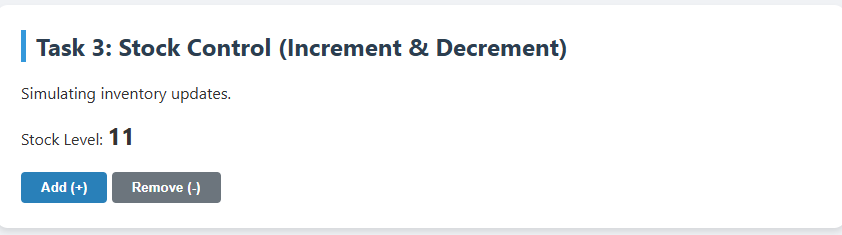 Task 3: Stock Control (Increment & Decrement)
Simulating inventory updates.
Stock Level: 11
Add (+) Remove (-)